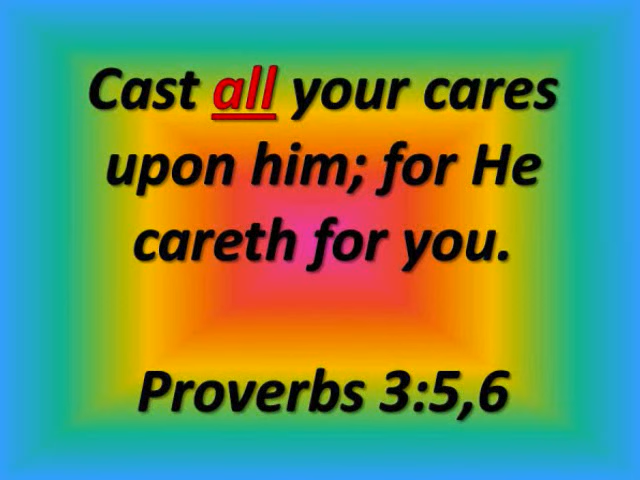 Cast all your cares
upon him; for He
careth for you.
Proverbs 3:5,6